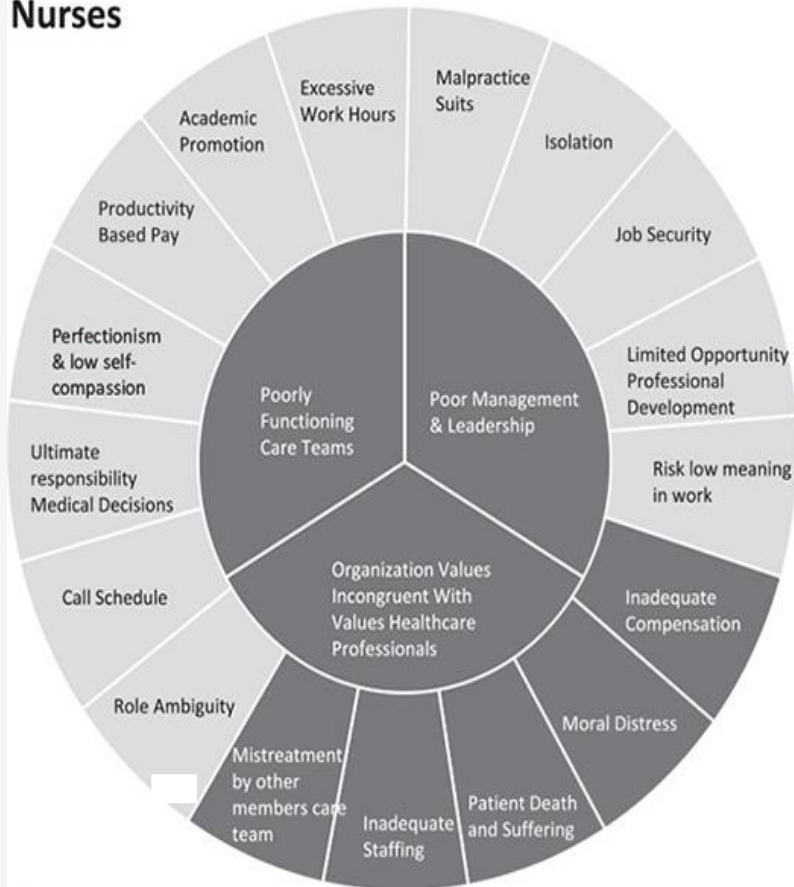 Nurses
Excessive
Work Hours
Malpractice
Suits
Isolation
Job Security
Limited Opportunity
Professional
Development
Risk low meaning
in work
Inadequate
Compensation
Moral Distress
Patient Death
and Suffering
Inadequate
Staffing
Mistreatment
by other
members care
team
Role Ambiguity
Call Schedule
Ultimate
responsibility
Medical Decisions
Perfectionism
& low self-
compassion
Productivity
Based Pay
Academic
Promotion
Poorly
Functioning
Care Teams
Poor Management
& Leadership
Organization Values
Incongruent With
Values Healthcare
Professionals